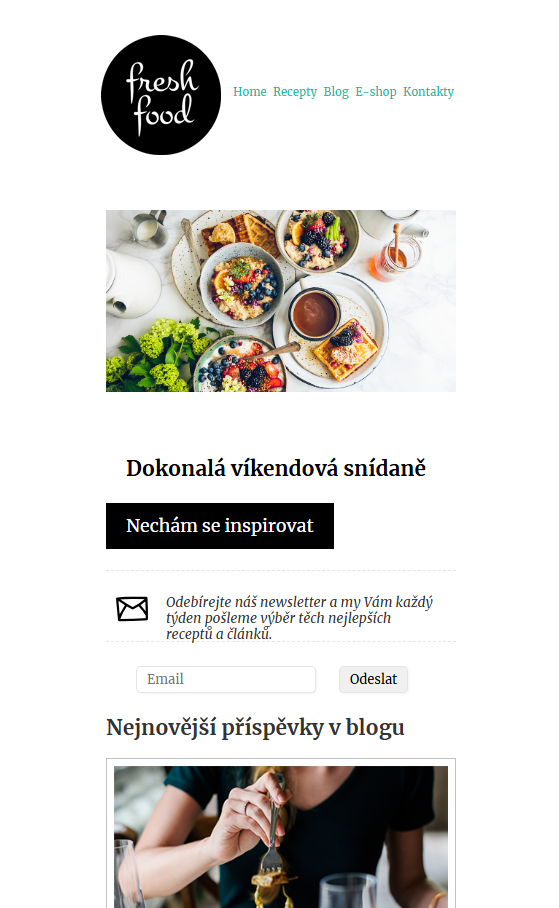 fresh
food
Home Recepty Blog E-shop Kontakty
Dokonalá víkendová snídaně
Nechám se inspirovat
Odebírejte náš newsletter a my Vám každý
týden pošleme výběr těch nejlepších
receptů a článků.
Email
Odeslat
Nejnovější příspěvky v blogu